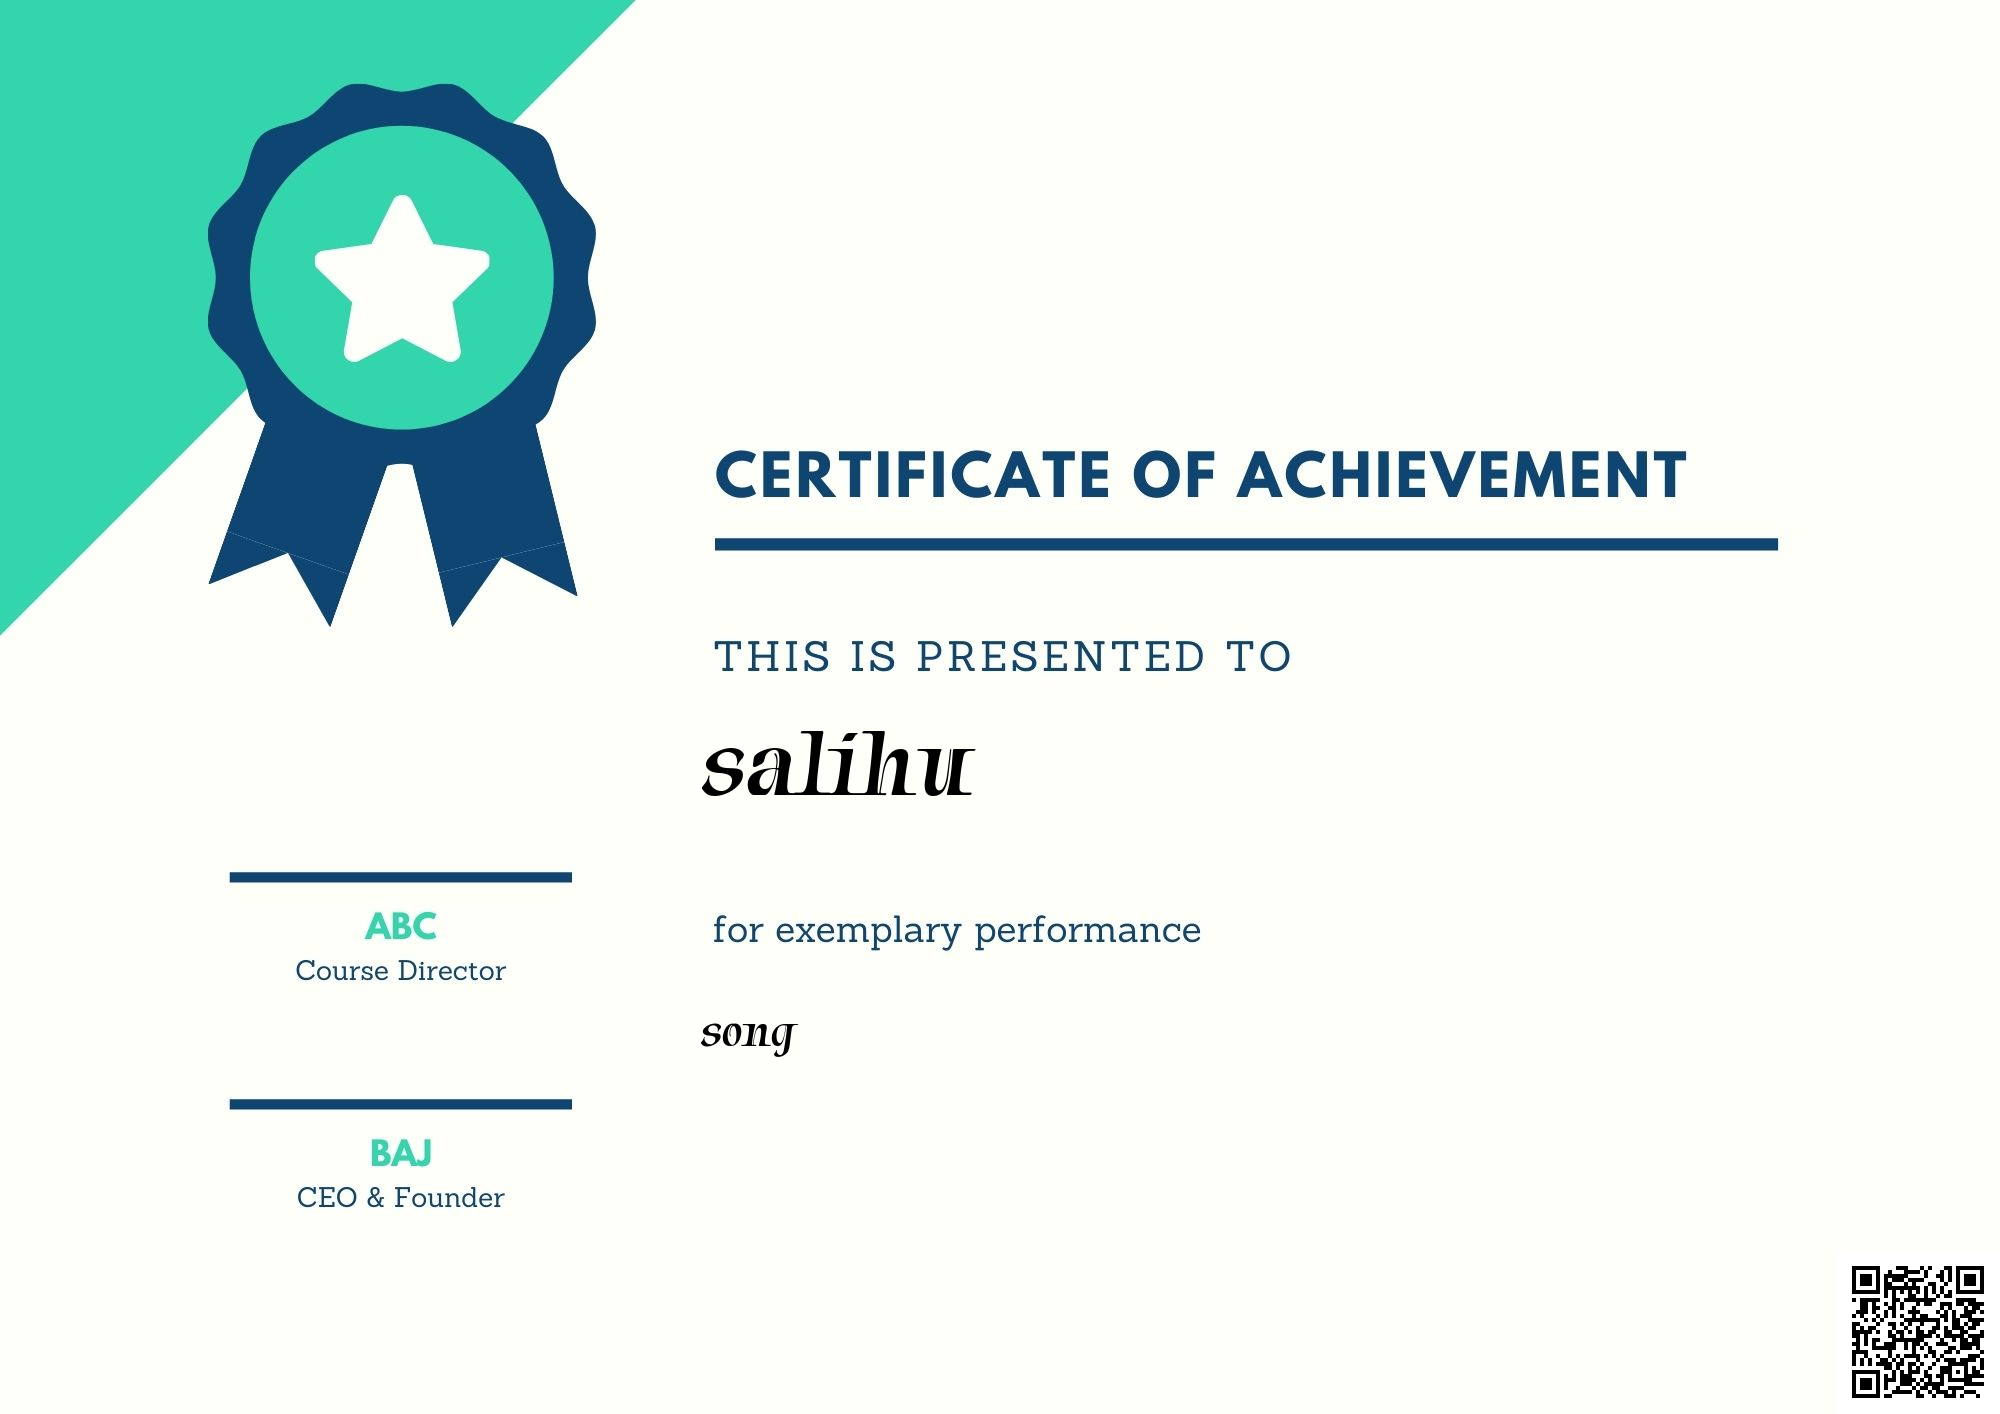 CERTIFICATE OF ACHIEVEMENT
THIS IS PRESENTED TO
salihu
for exemplary performance
song
ABC
Course Director
BAJ
CEO & Founder